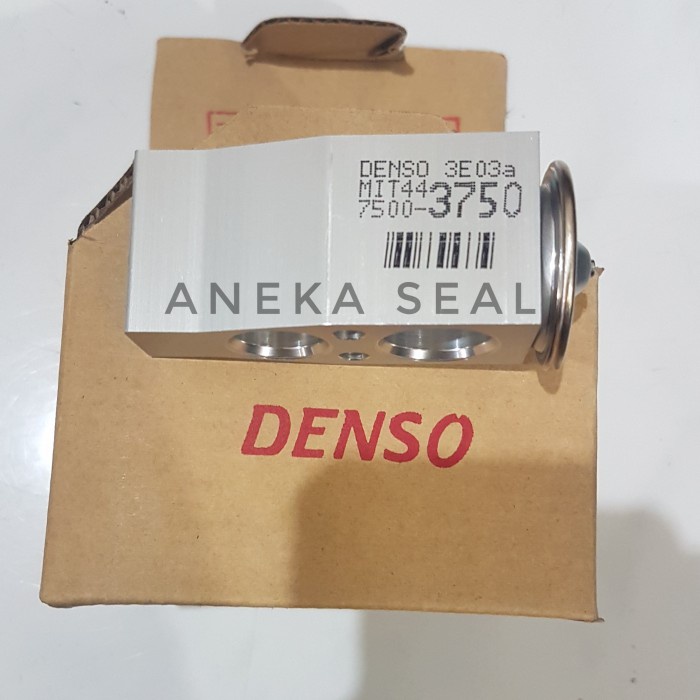 DENSO 3E03a
MIT44
7500-3750
ANEKA SEAL
DENSO